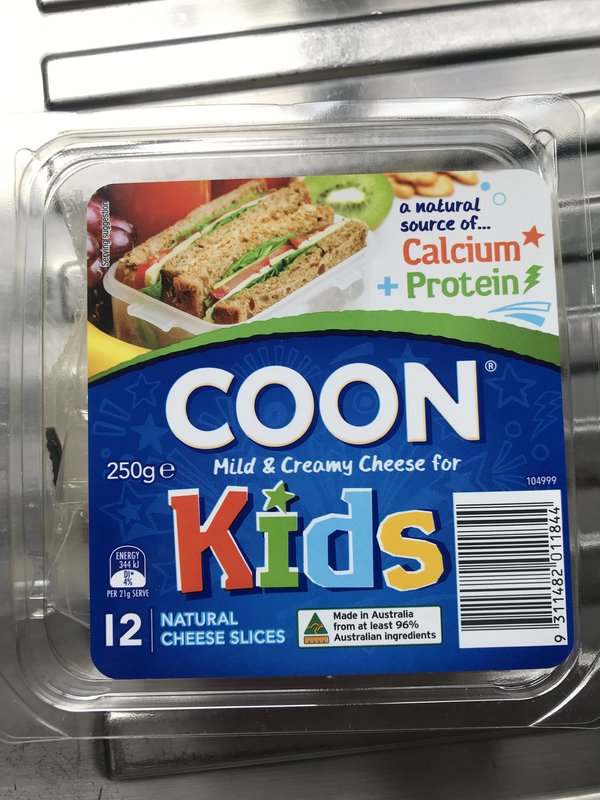 Serving suggestion
a natural
source of...
Calcium
+ Protein
COON®
250g e
Mild & Creamy Cheese for
104999
Kids
ENERGY
344 kJ
DI*
4%
PER 21g SERVE
12
NATURAL
CHEESE SLICES
Made in Australia
from at least 96%
Australian ingredients
9 311482 011844